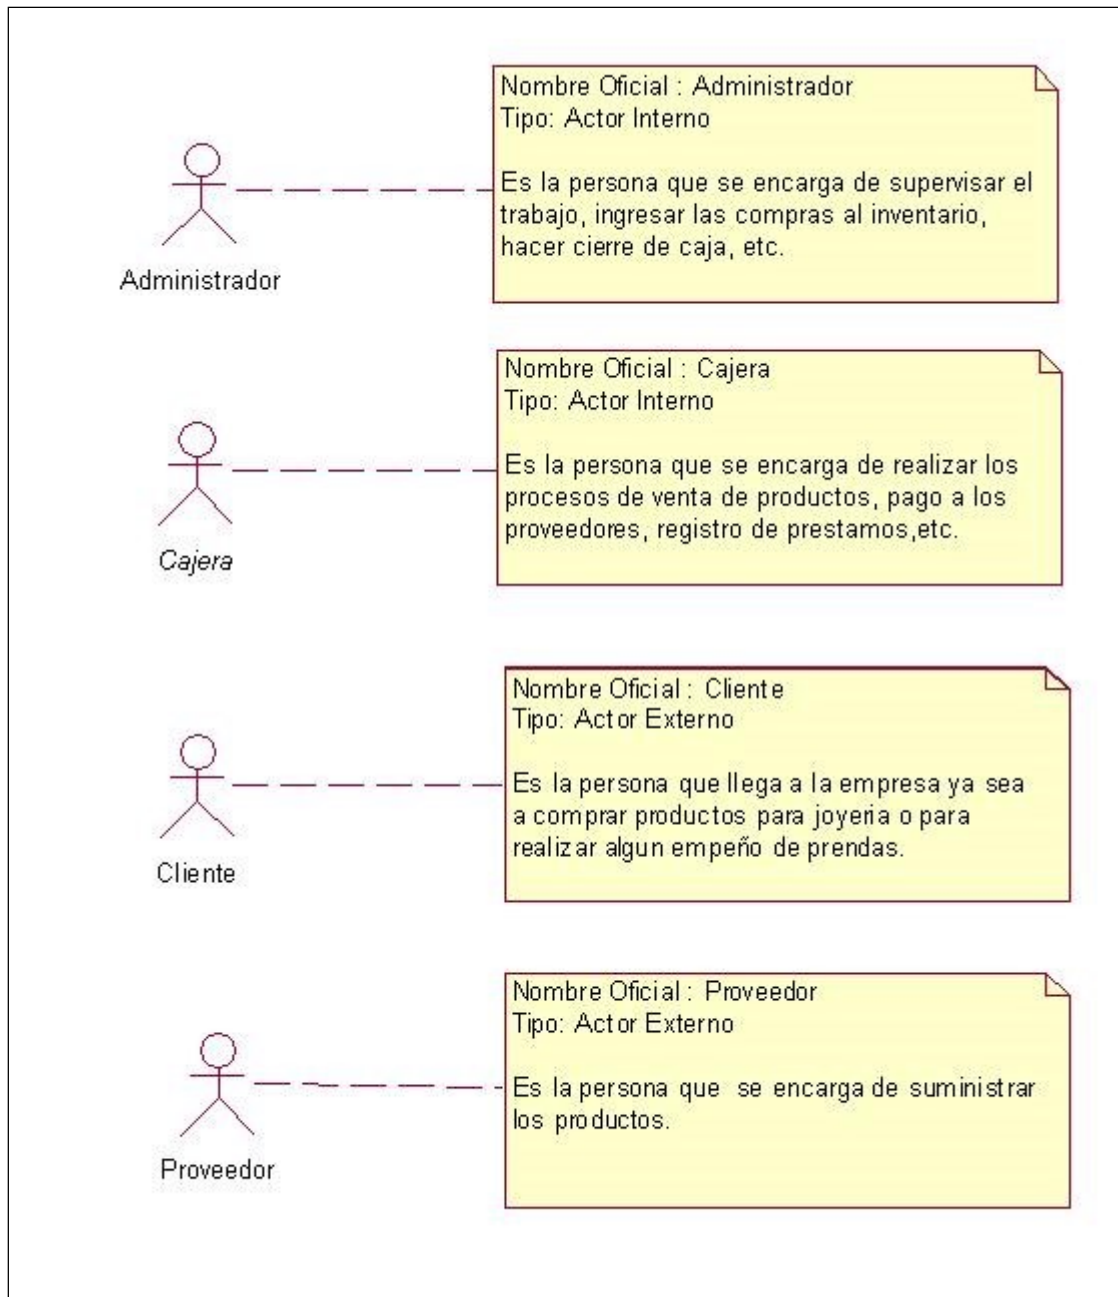 Nombre Oficial : Administrador
Tipo: Actor Interno
Es la persona que se encarga de supervisar el
trabajo, ingresar las compras al inventario,
hacer cierre de caja, etc.
Administrador
Nombre Oficial : Cajera
Tipo: Actor Interno
Es la persona que se encarga de realizar los
procesos de venta de productos, pago a los
proveedores, registro de prestamos,etc.
Cajera
Nombre Oficial : Cliente
Tipo: Actor Externo
Es la persona que llega a la empresa ya sea
a comprar productos para joyeria o para
realizar algun empeño de prendas.
Cliente
Nombre Oficial : Proveedor
Tipo: Actor Externo
Es la persona que se encarga de suministrar
los productos.
Proveedor